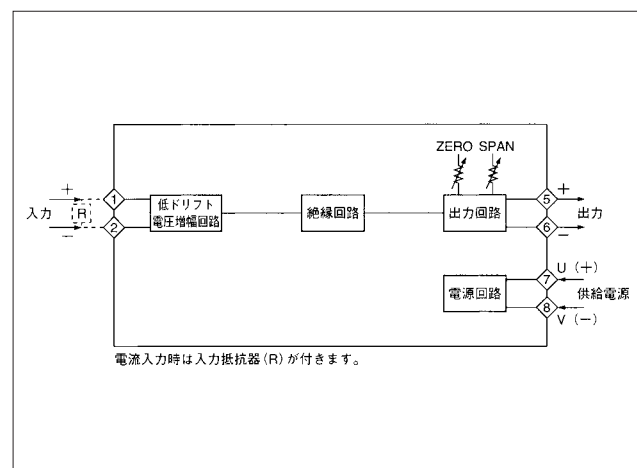 ZERO SPAN
+
1
5
+
入力
R
低ドリフト
電圧増幅回路
絶縁回路
出力回路
出力
−
2
6
−
7
U (+)
電源回路
供給電源
8
V (−)
電流入力時は入力抵抗器(R)が付きます。